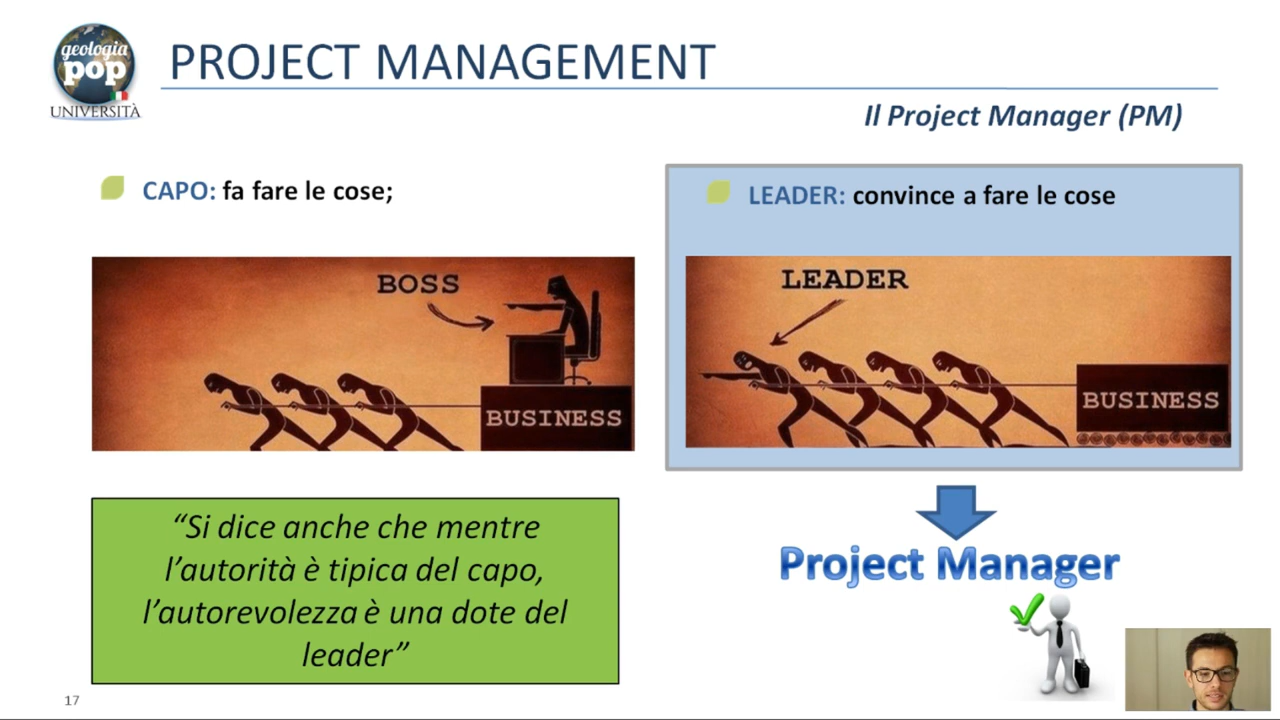 geologia
pop
UNIVERSITÀ
PROJECT MANAGEMENT
Il Project Manager (PM)
CAPO: fa fare le cose;
BOSS
BUSINESS
LEADER: convince a fare le cose
LEADER
BUSINESS
“Si dice anche che mentre
l’autorità è tipica del capo,
l’autorevolezza è una dote del
leader”
Project Manager
17